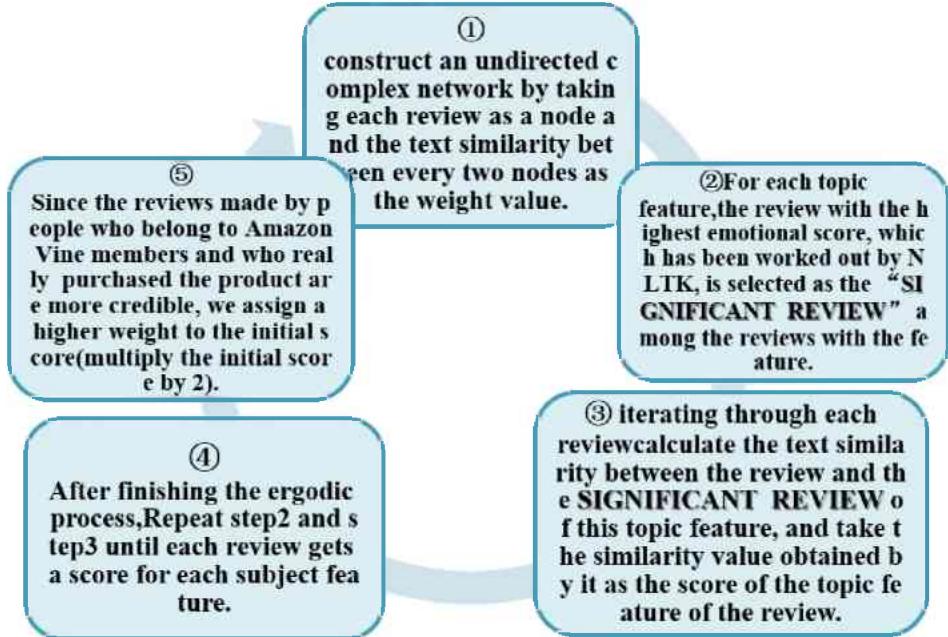 ①
construct an undirected c
omplex network by takin
g each review as a node a
nd the text similarity bet
een every two nodes as
the weight value.
②For each topic
feature,the review with the h
ighest emotional score, whic
h has been worked out by N
LTK, is selected as the “SI
GNIFICANT REVIEW” a
mong the reviews with the fe
ature.
③ iterating through each
reviewcalculate the text simila
rity between the review and th
e SIGNIFICANT REVIEW o
f this topic feature, and take t
he similarity value obtained b
y it as the score of the topic fe
ature of the review.
④
After finishing the ergodic
process,Repeat step2 and s
tep3 until each review gets
a score for each subject fea
ture.
⑤
Since the reviews made by p
eople who belong to Amazon
Vine members and who real
ly purchased the product ar
e more credible, we assign a
higher weight to the initial s
core(multiply the initial scor
e by 2).